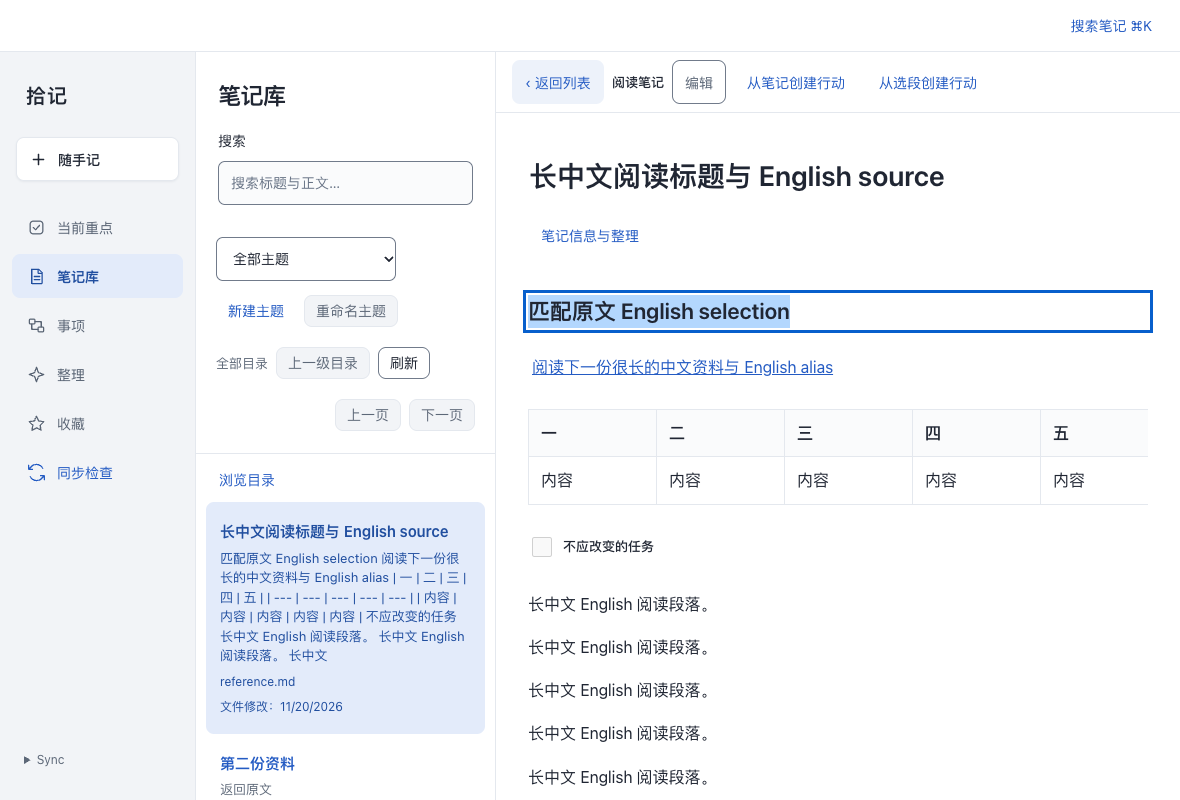 搜索笔记 ⌘K
拾记
随手记
当前重点
笔记库
事项
整理
收藏
同步检查
Sync
笔记库
搜索
搜索标题与正文...
全部主题
新建主题
重命名主题
全部目录
上一级目录
刷新
上一页
下一页
浏览目录
长中文阅读标题与 English source
匹配原文 English selection 阅读下一份很
长的中文资料与 English alias | 一 | 二 | 三 |
四 | 五 | | --- | --- | --- | --- | --- | | 内容 |
内容 | 内容 | 内容 | 内容 | 不应改变的任务
长中文 English 阅读段落。 长中文 English
阅读段落。 长中文
reference.md
文件修改：11/20/2026
第二份资料
返回原文
‹ 返回列表
阅读笔记
编辑
从笔记创建行动
从选段创建行动
长中文阅读标题与 English source
笔记信息与整理
匹配原文 English selection
阅读下一份很长的中文资料与 English alias
一 二 三 四 五
内容 内容 内容 内容 内容
不应改变的任务
长中文 English 阅读段落。
长中文 English 阅读段落。
长中文 English 阅读段落。
长中文 English 阅读段落。
长中文 English 阅读段落。